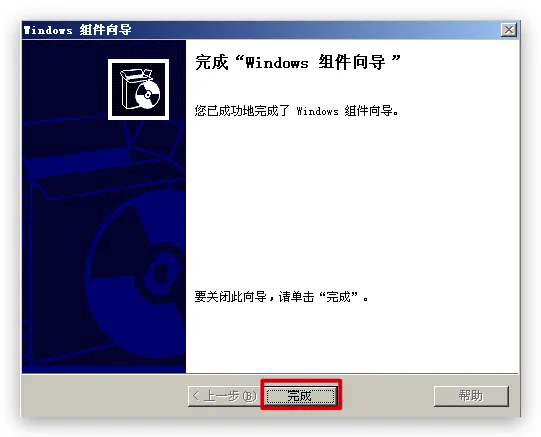 Windows 组件向导
完成“Windows 组件向导 ”
您已成功地完成了 Windows 组件向导。
要关闭此向导，请单击“完成”。
< 上一步(B)
完成
帮助